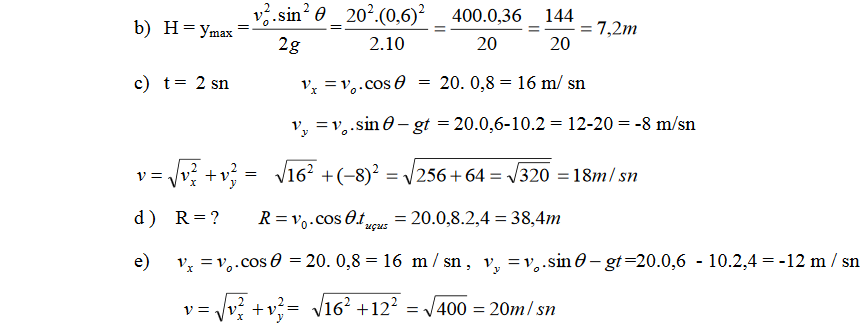 b) H = y_max = v_o².sin² θ / 2g = 20².(0,6)² / 2.10 = 400.0,36 / 20 = 144 / 20 = 7,2m
c) t = 2 sn v_x = v_o.cos θ = 20. 0,8 = 16 m/ sn
v_y = v_o.sin θ − gt = 20.0,6-10.2 = 12-20 = -8 m/sn
v = √(v_x² + v_y²) = √(16² + (−8)²) = √(256 + 64) = √320 = 18m/ sn
d ) R = ? R = v_0.cos θ.t_uçus = 20.0,8.2,4 = 38,4m
e) v_x = v_o.cos θ = 20. 0,8 = 16 m / sn , v_y = v_o.sin θ − gt =20.0,6 - 10.2,4 = -12 m / sn
v = √(v_x² + v_y²) = √(16² + 12²) = √400 = 20m/ sn